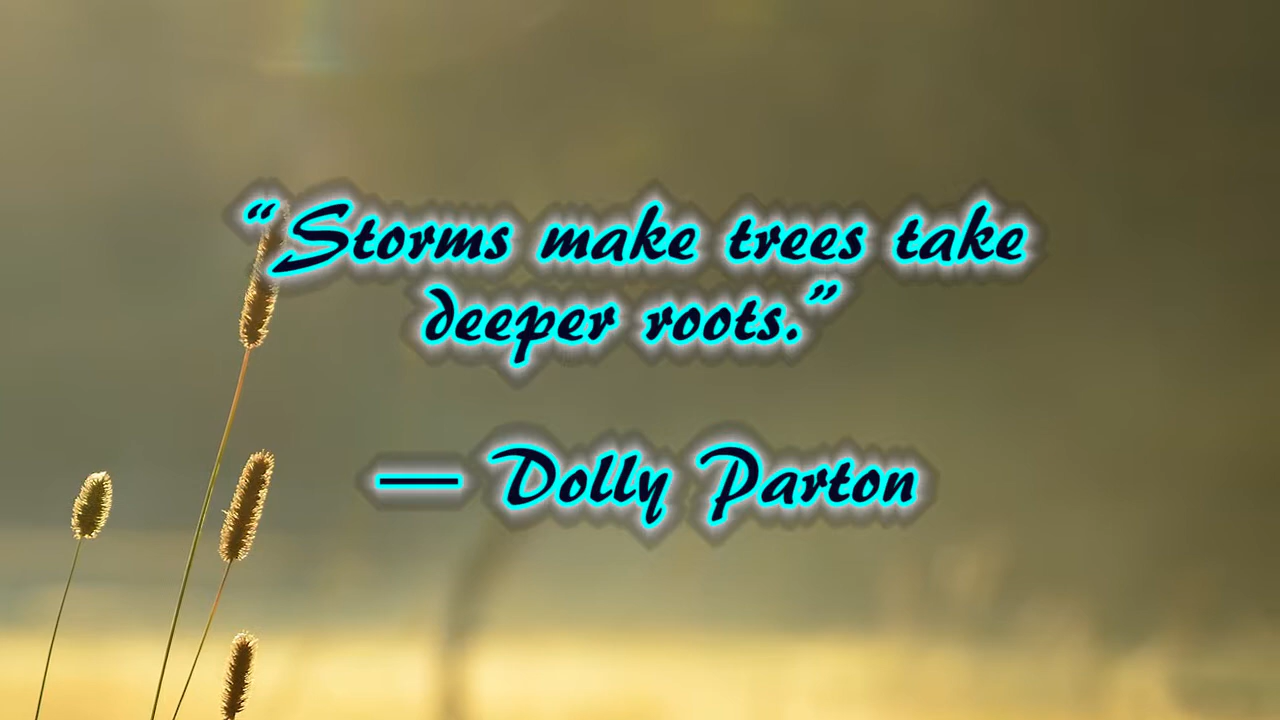 “Storms make trees take
deeper roots.”
— Dolly Parton